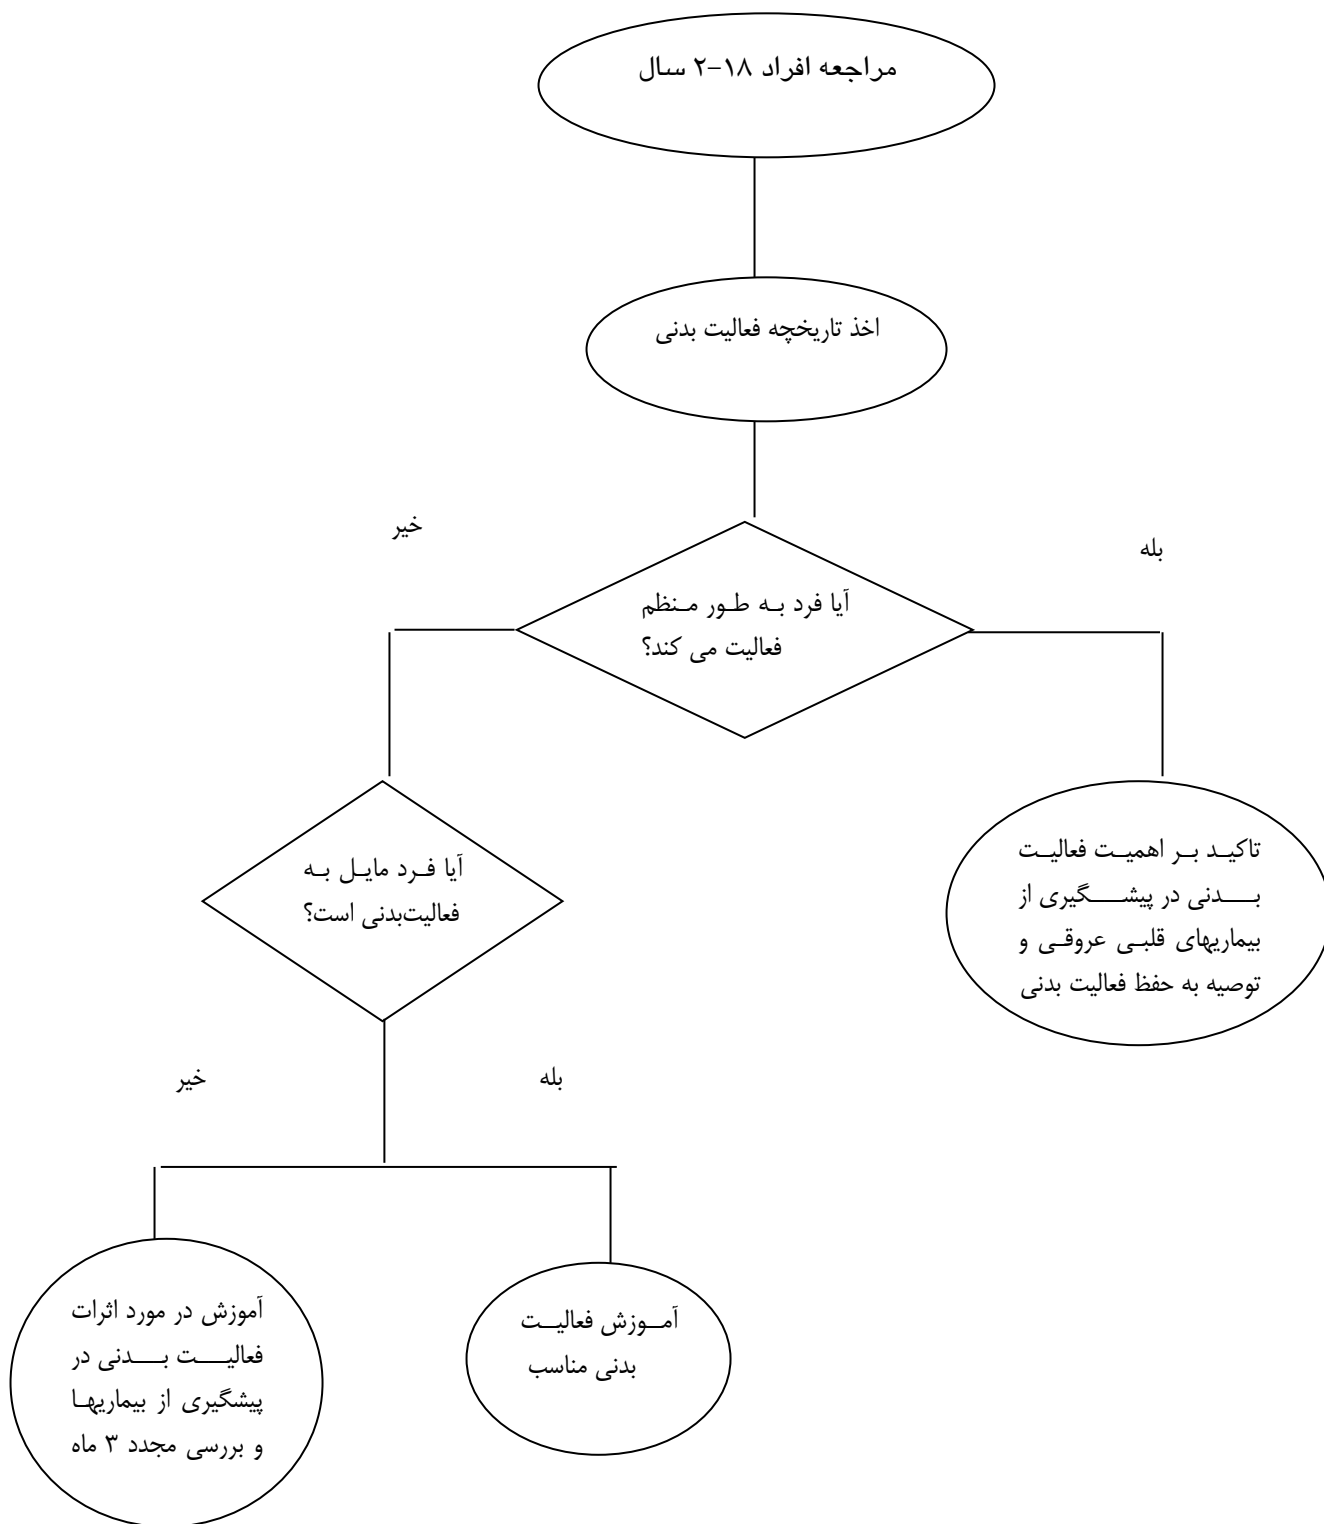 مراجعه افراد ۱۸-۲ سال
اخذ تاریخچه فعالیت بدنی
خیر
بله
آیا فرد به طور منظم
فعالیت می کند؟
آیا فرد مایل به
فعالیت‌بدنی است؟
تاکید بر اهمیت فعالیت
بدنی در پیشگیری از
بیماریهای قلبی عروقی و
توصیه به حفظ فعالیت بدنی
خیر
بله
آموزش در مورد اثرات
فعالیت بدنی در
پیشگیری از بیماریها
و بررسی مجدد ۳ ماه
آموزش فعالیت
بدنی مناسب